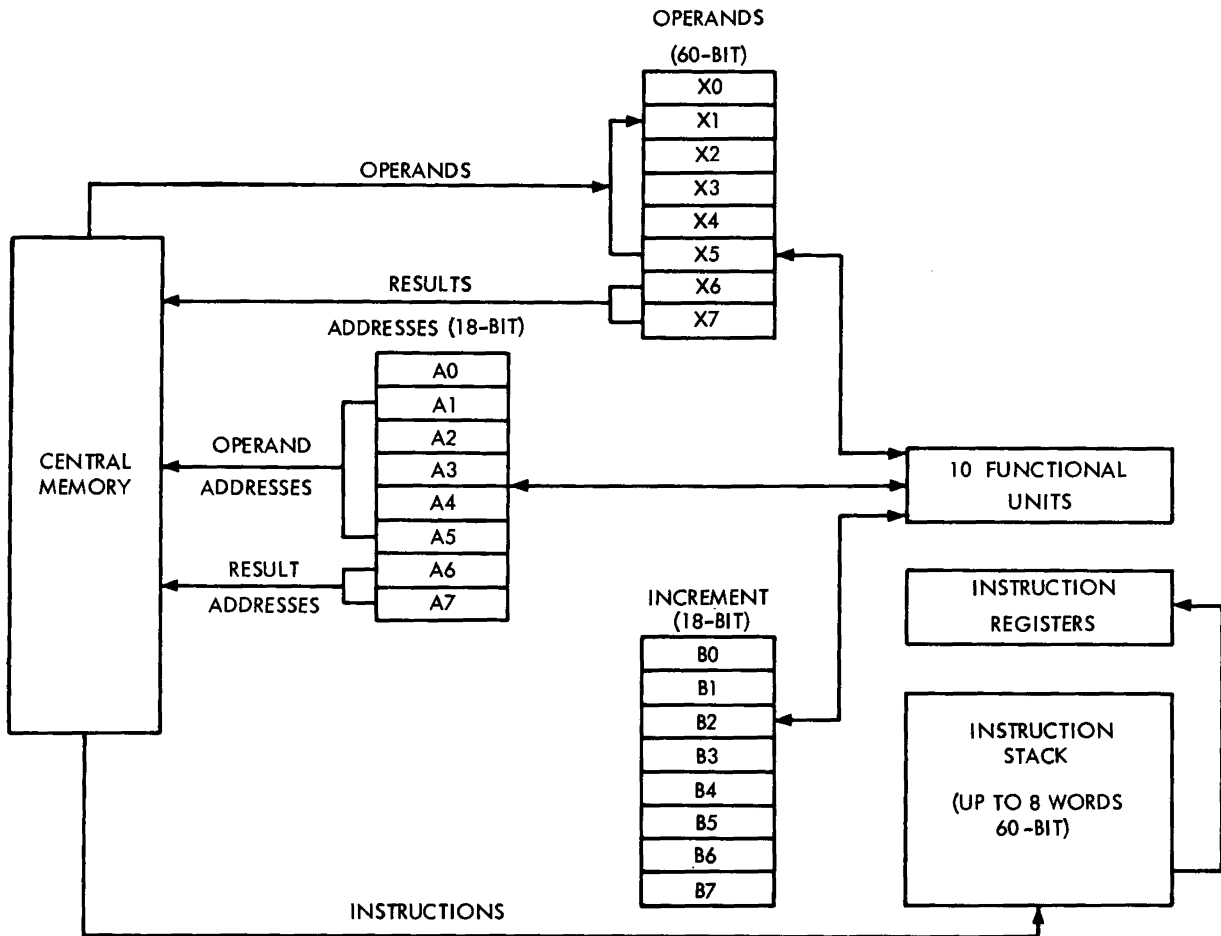 OPERANDS
(60-BIT)
X0
X1
X2
X3
X4
X5
X6
X7
OPERANDS
RESULTS
ADDRESSES (18-BIT)
A0
A1
A2
A3
A4
A5
A6
A7
CENTRAL
MEMORY
OPERAND
ADDRESSES
RESULT
ADDRESSES
10 FUNCTIONAL
UNITS
INSTRUCTION
REGISTERS
INCREMENT
(18-BIT)
B0
B1
B2
B3
B4
B5
B6
B7
INSTRUCTION
STACK
(UP TO 8 WORDS
60-BIT)
INSTRUCTIONS